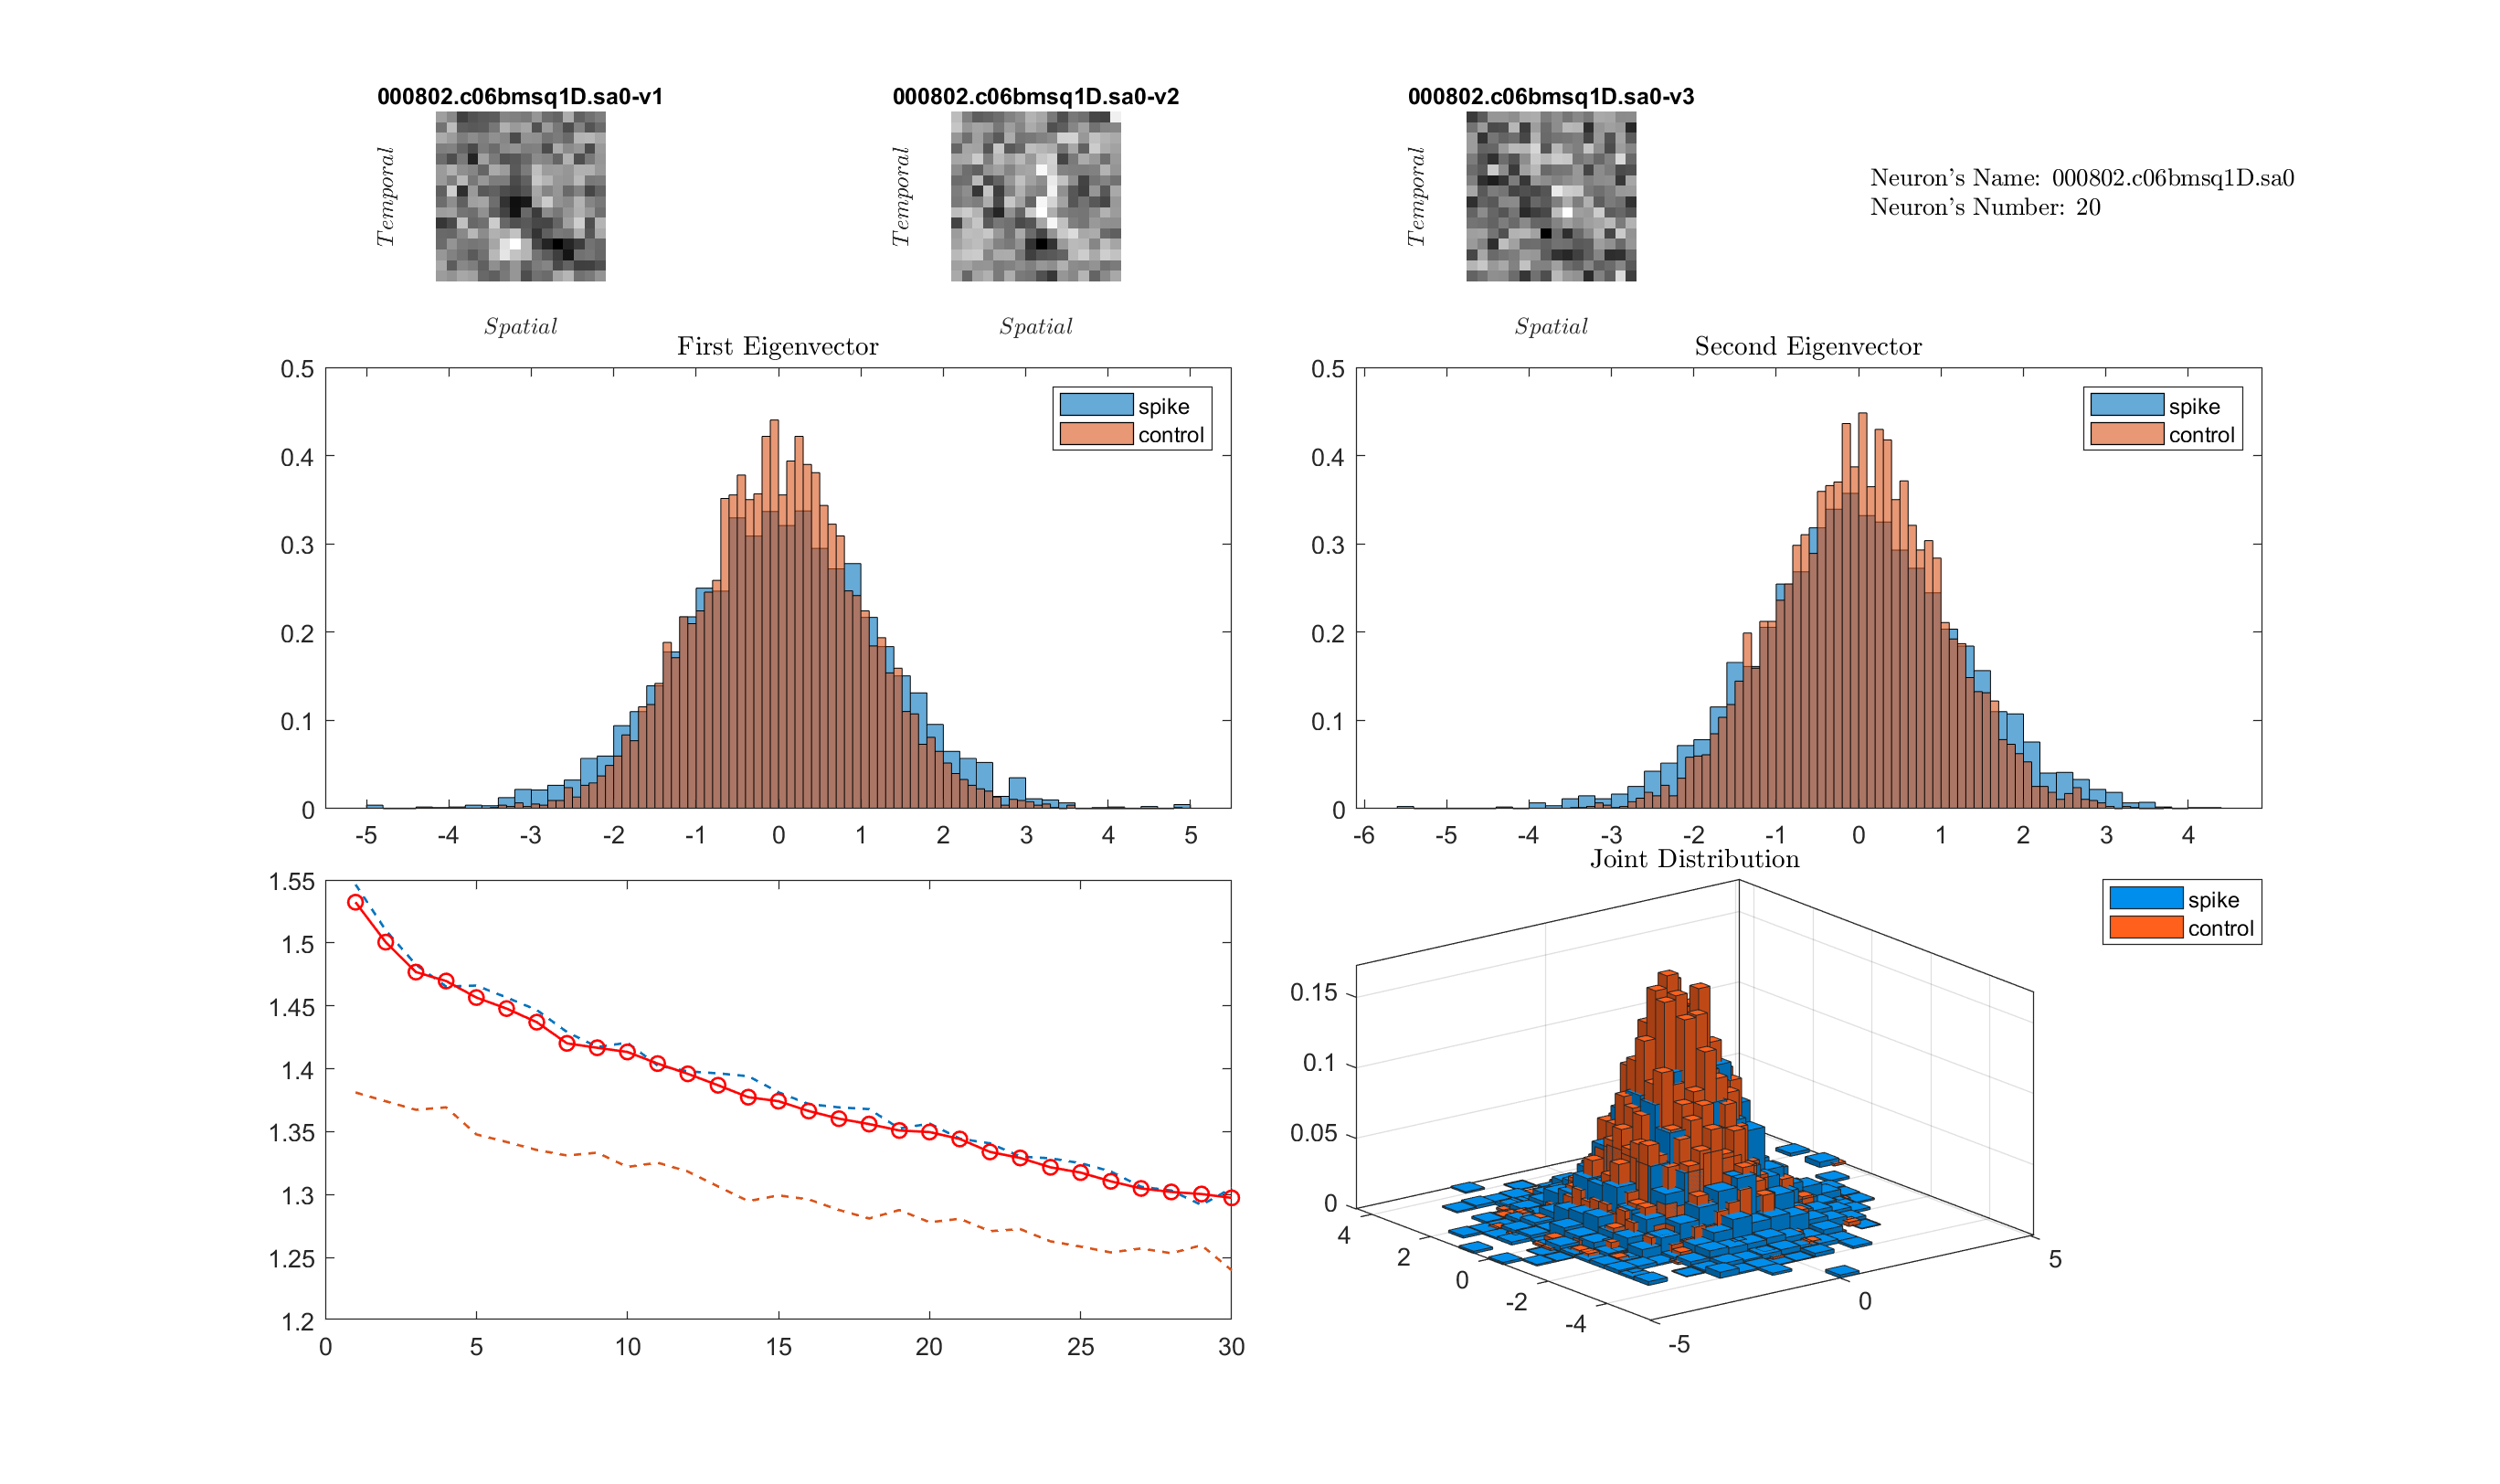 000802.c06bmsq1D.sa0-v1
000802.c06bmsq1D.sa0-v2
000802.c06bmsq1D.sa0-v3
Temporal
Temporal
Temporal
Neuron's Name: 000802.c06bmsq1D.sa0
Neuron's Number: 20
Spatial
Spatial
Spatial
First Eigenvector
0.5
0.4
0.3
0.2
0.1
0
spike
control
-5 -4 -3 -2 -1 0 1 2 3 4 5
Second Eigenvector
0.5
0.4
0.3
0.2
0.1
0
spike
control
-6 -5 -4 -3 -2 -1 0 1 2 3 4
1.55
1.5
1.45
1.4
1.35
1.3
1.25
1.2
0 5 10 15 20 25 30
Joint Distribution
spike
control
0.15
0.1
0.05
0
4
2
0
-2
-4
-5
0
5